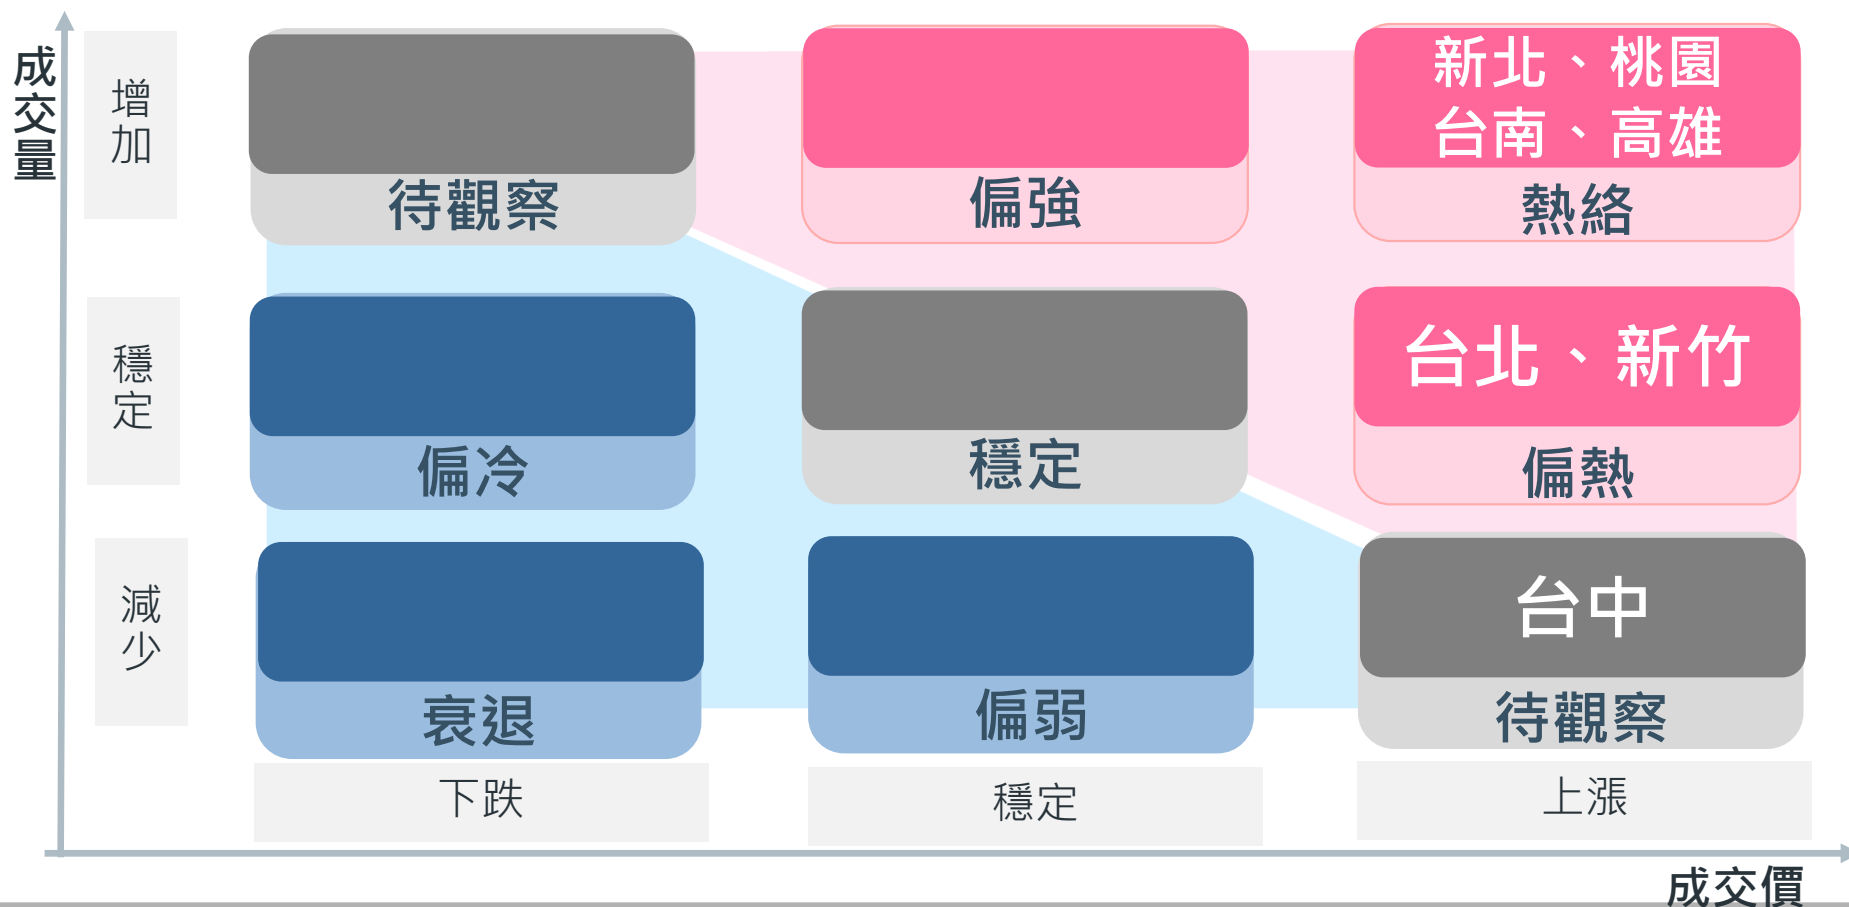 成交量
增加
新北、桃園
台南、高雄
待觀察
偏強
熱絡
穩定
台北、新竹
偏冷
穩定
偏熱
減少
台中
衰退
偏弱
待觀察
下跌
穩定
上漲
成交價